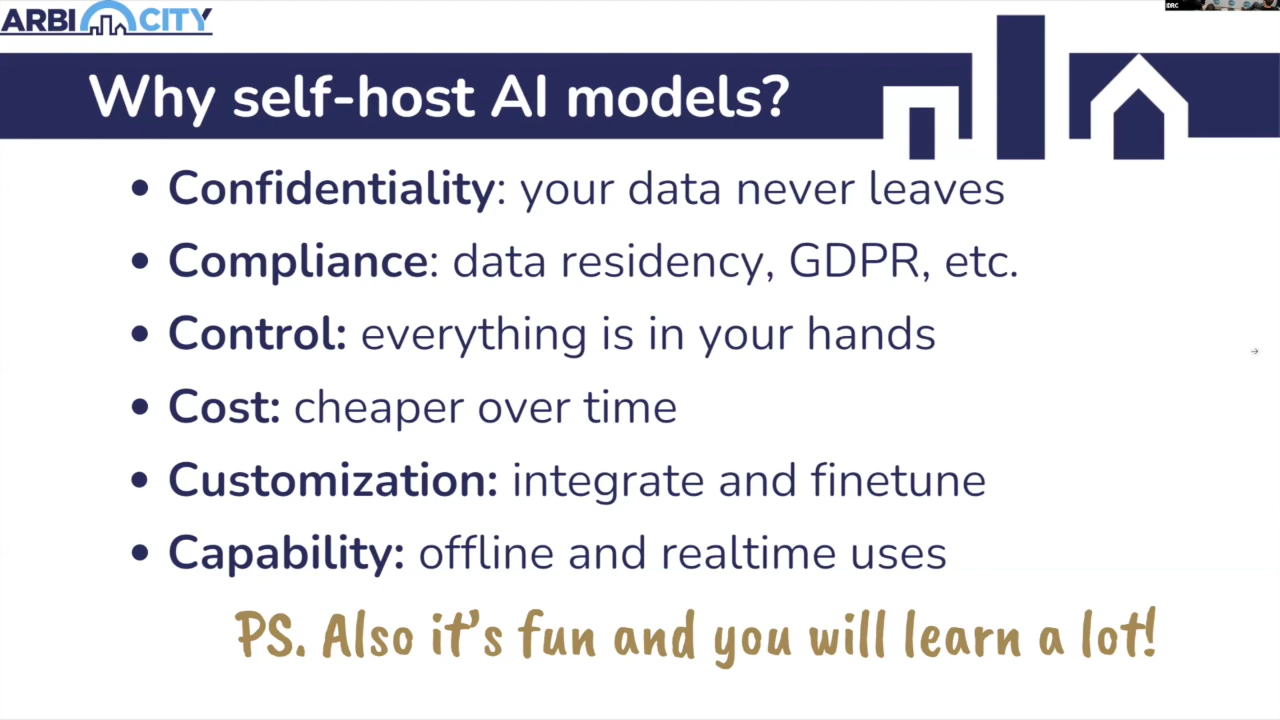 ARBI CITY
IDRC
Why self-host AI models?
• Confidentiality: your data never leaves
• Compliance: data residency, GDPR, etc.
• Control: everything is in your hands
• Cost: cheaper over time
• Customization: integrate and finetune
• Capability: offline and realtime uses
PS. Also it's fun and you will learn a lot!